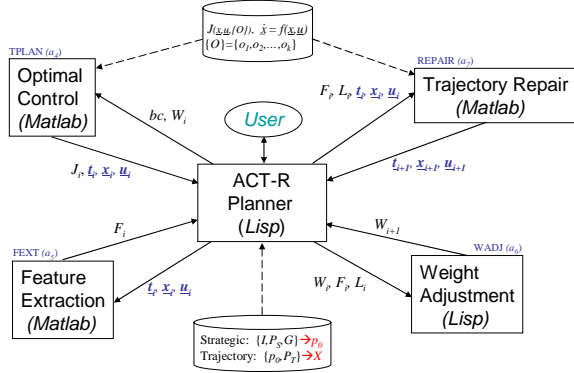 J(x,u,{O}), ẋ = f(x,u)
{O}={o₁,o₂,...,oₖ}
TPLAN (a₄)
Optimal
Control
(Matlab)
REPAIR (a₇)
Trajectory Repair
(Matlab)
bc, Wᵢ
User
Fᵢ, Lᵢ, tᵢ, xᵢ, uᵢ
Jᵢ, tᵢ, xᵢ, uᵢ
tᵢ₊₁, xᵢ₊₁, uᵢ₊₁
ACT-R
Planner
(Lisp)
Fᵢ
Wᵢ₊₁
FEXT (a₅)
Feature
Extraction
(Matlab)
tᵢ, xᵢ, uᵢ
WADJ (a₆)
Weight
Adjustment
(Lisp)
Wᵢ, Fᵢ, Lᵢ
Strategic: {I,P_S,G}→p₀
Trajectory: {p₀,P_T}→X